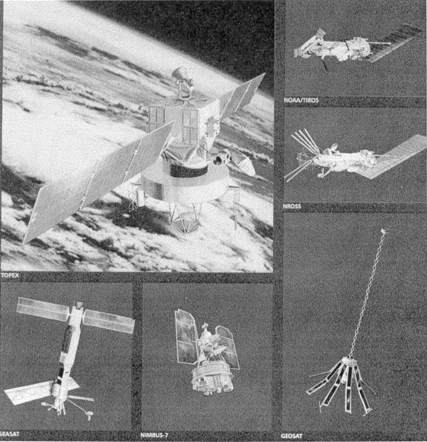 NOAA/TIROS
NROSS
TOPEX
SEASAT
NIMBUS-7
GEOSAT